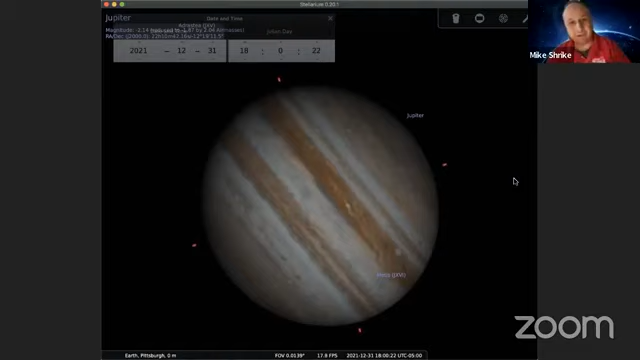 Stellarium 0.20.1
Jupiter
Date and Time
Julian Day
2021 – 12 – 31 18 : 0 : 22
Mike Shrike
Jupiter
Metis (JXVI)
Earth, Pittsburgh, 0 m FOV 0.0139° 17.9 FPS 2021-12-31 18:00:22 UTC-05:00
zoom